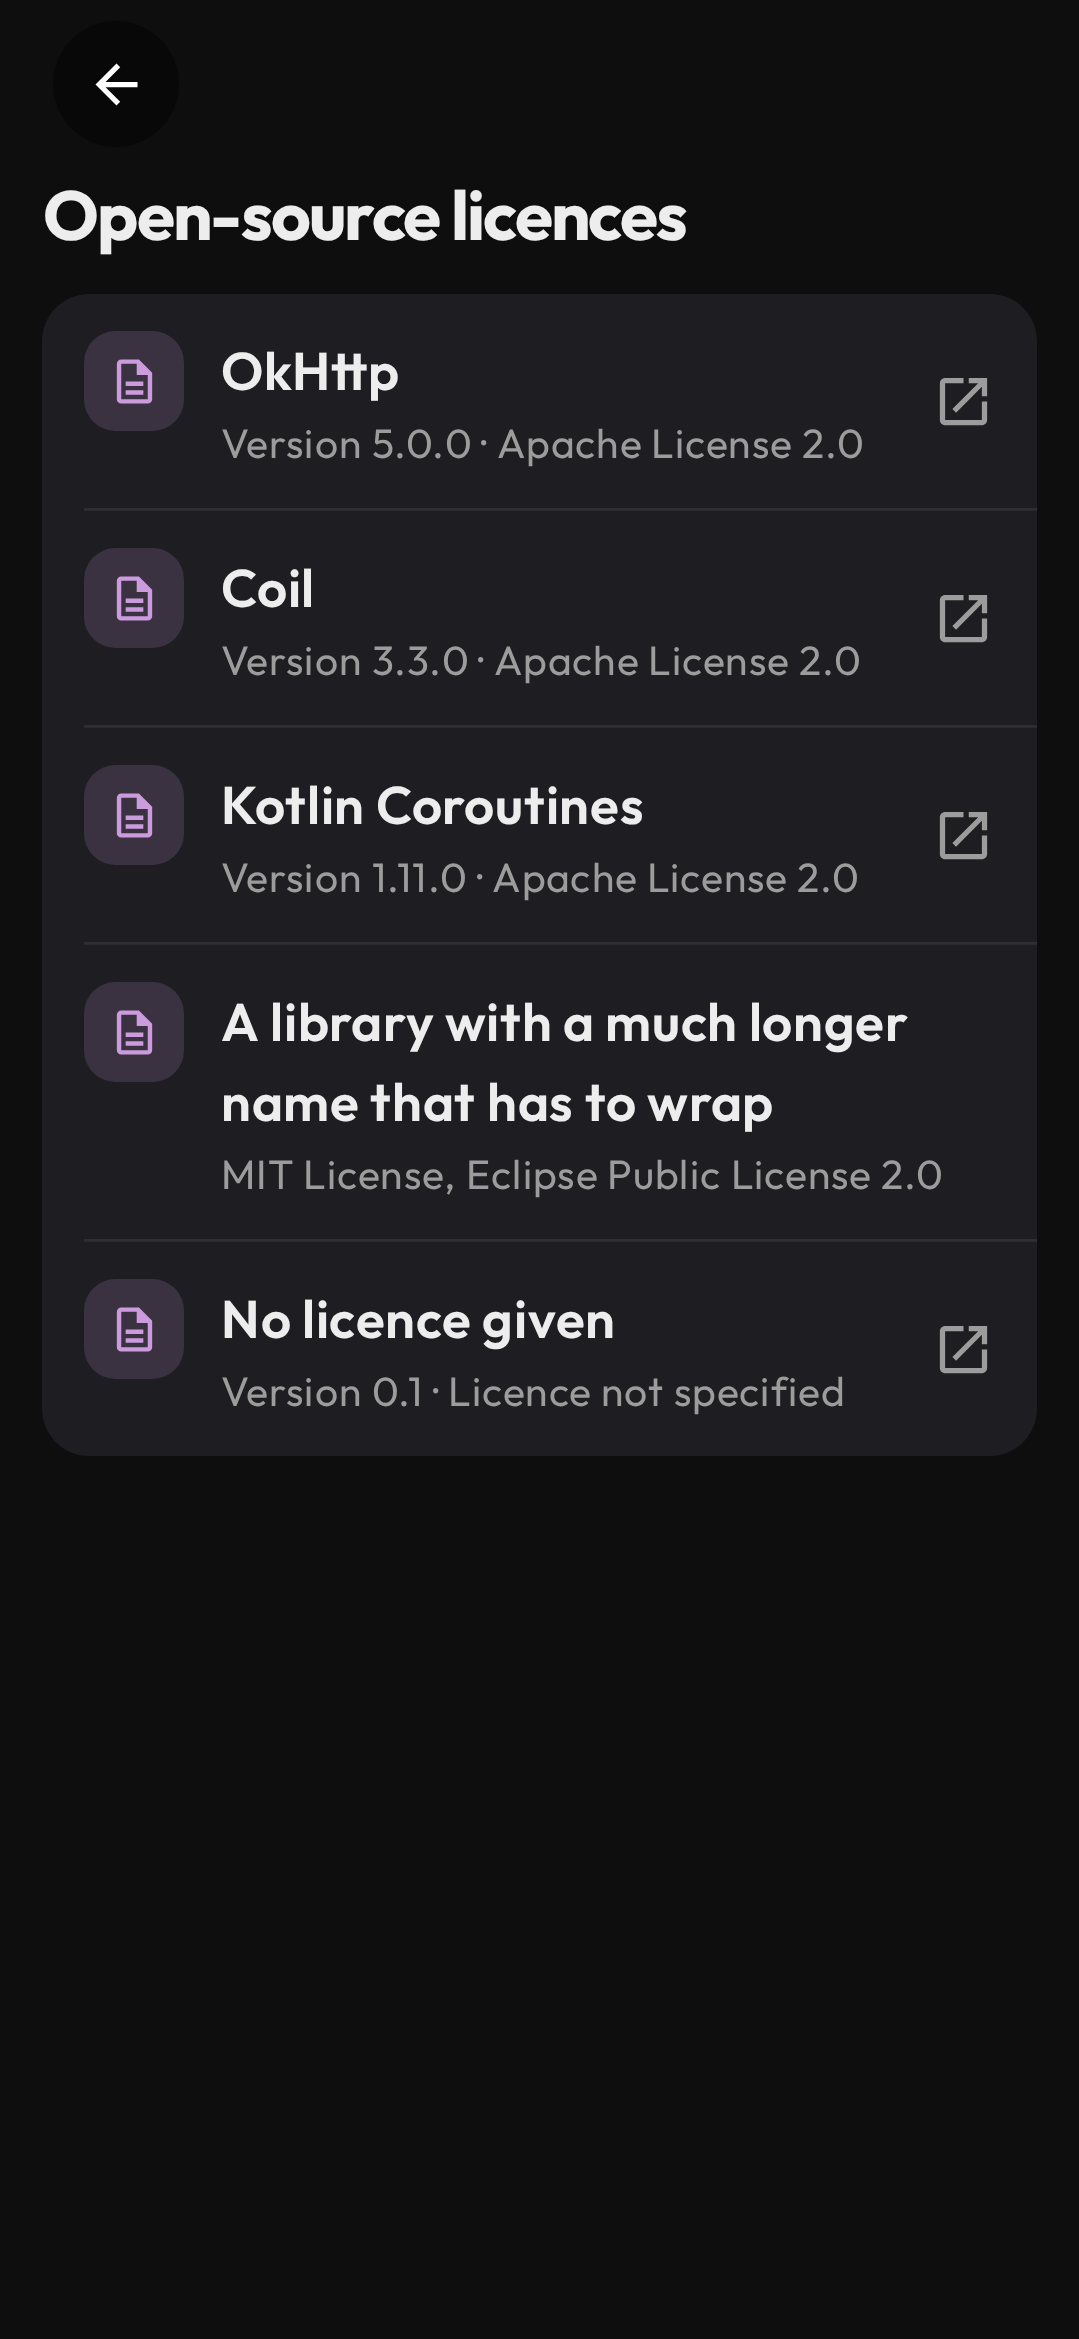 Open-source licences
OkHttp
Version 5.0.0 · Apache License 2.0
Coil
Version 3.3.0 · Apache License 2.0
Kotlin Coroutines
Version 1.11.0 · Apache License 2.0
A library with a much longer
name that has to wrap
MIT License, Eclipse Public License 2.0
No licence given
Version 0.1 · Licence not specified